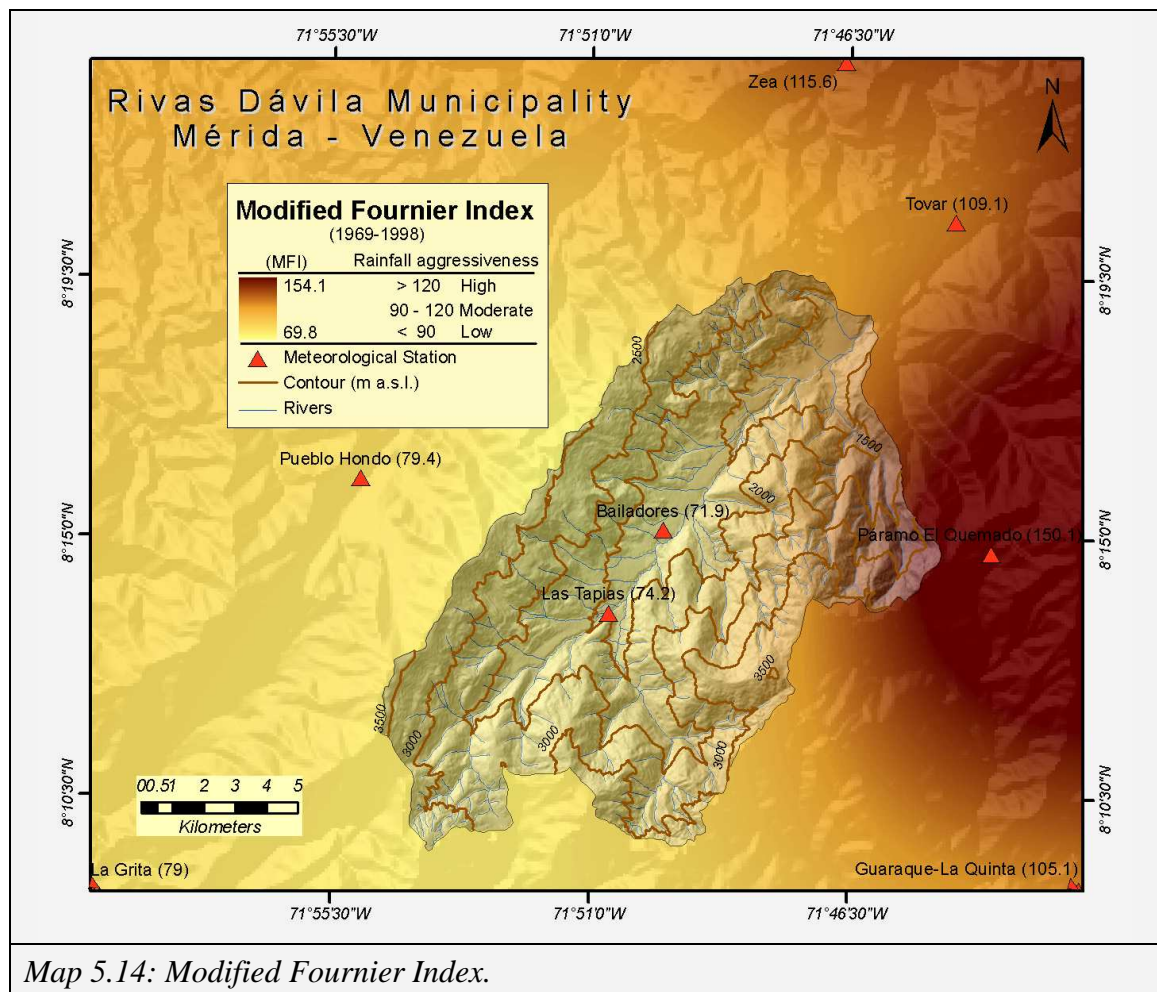 71°55'30"W 71°51'0"W 71°46'30"W
Zea (115.6)
Rivas Dávila Municipality
Mérida - Venezuela
N
Modified Fournier Index
(1969-1998)
(MFI) Rainfall aggressiveness
154.1 > 120 High
90 - 120 Moderate
69.8 < 90 Low
Meteorological Station
Contour (m a.s.l.)
Rivers
Tovar (109.1)
8°19'30"N 8°19'30"N
2500
1500
Pueblo Hondo (79.4)
2000
Bailadores (71.9)
8°15'0"N 8°15'0"N
Páramo El Quemado (150.1)
Las Tapias (74.2)
3500
3500
3000
3000
3000
8°10'30"N 8°10'30"N
00.51 2 3 4 5
Kilometers
La Grita (79) Guaraque-La Quinta (105.1)
71°55'30"W 71°51'0"W 71°46'30"W
Map 5.14: Modified Fournier Index.